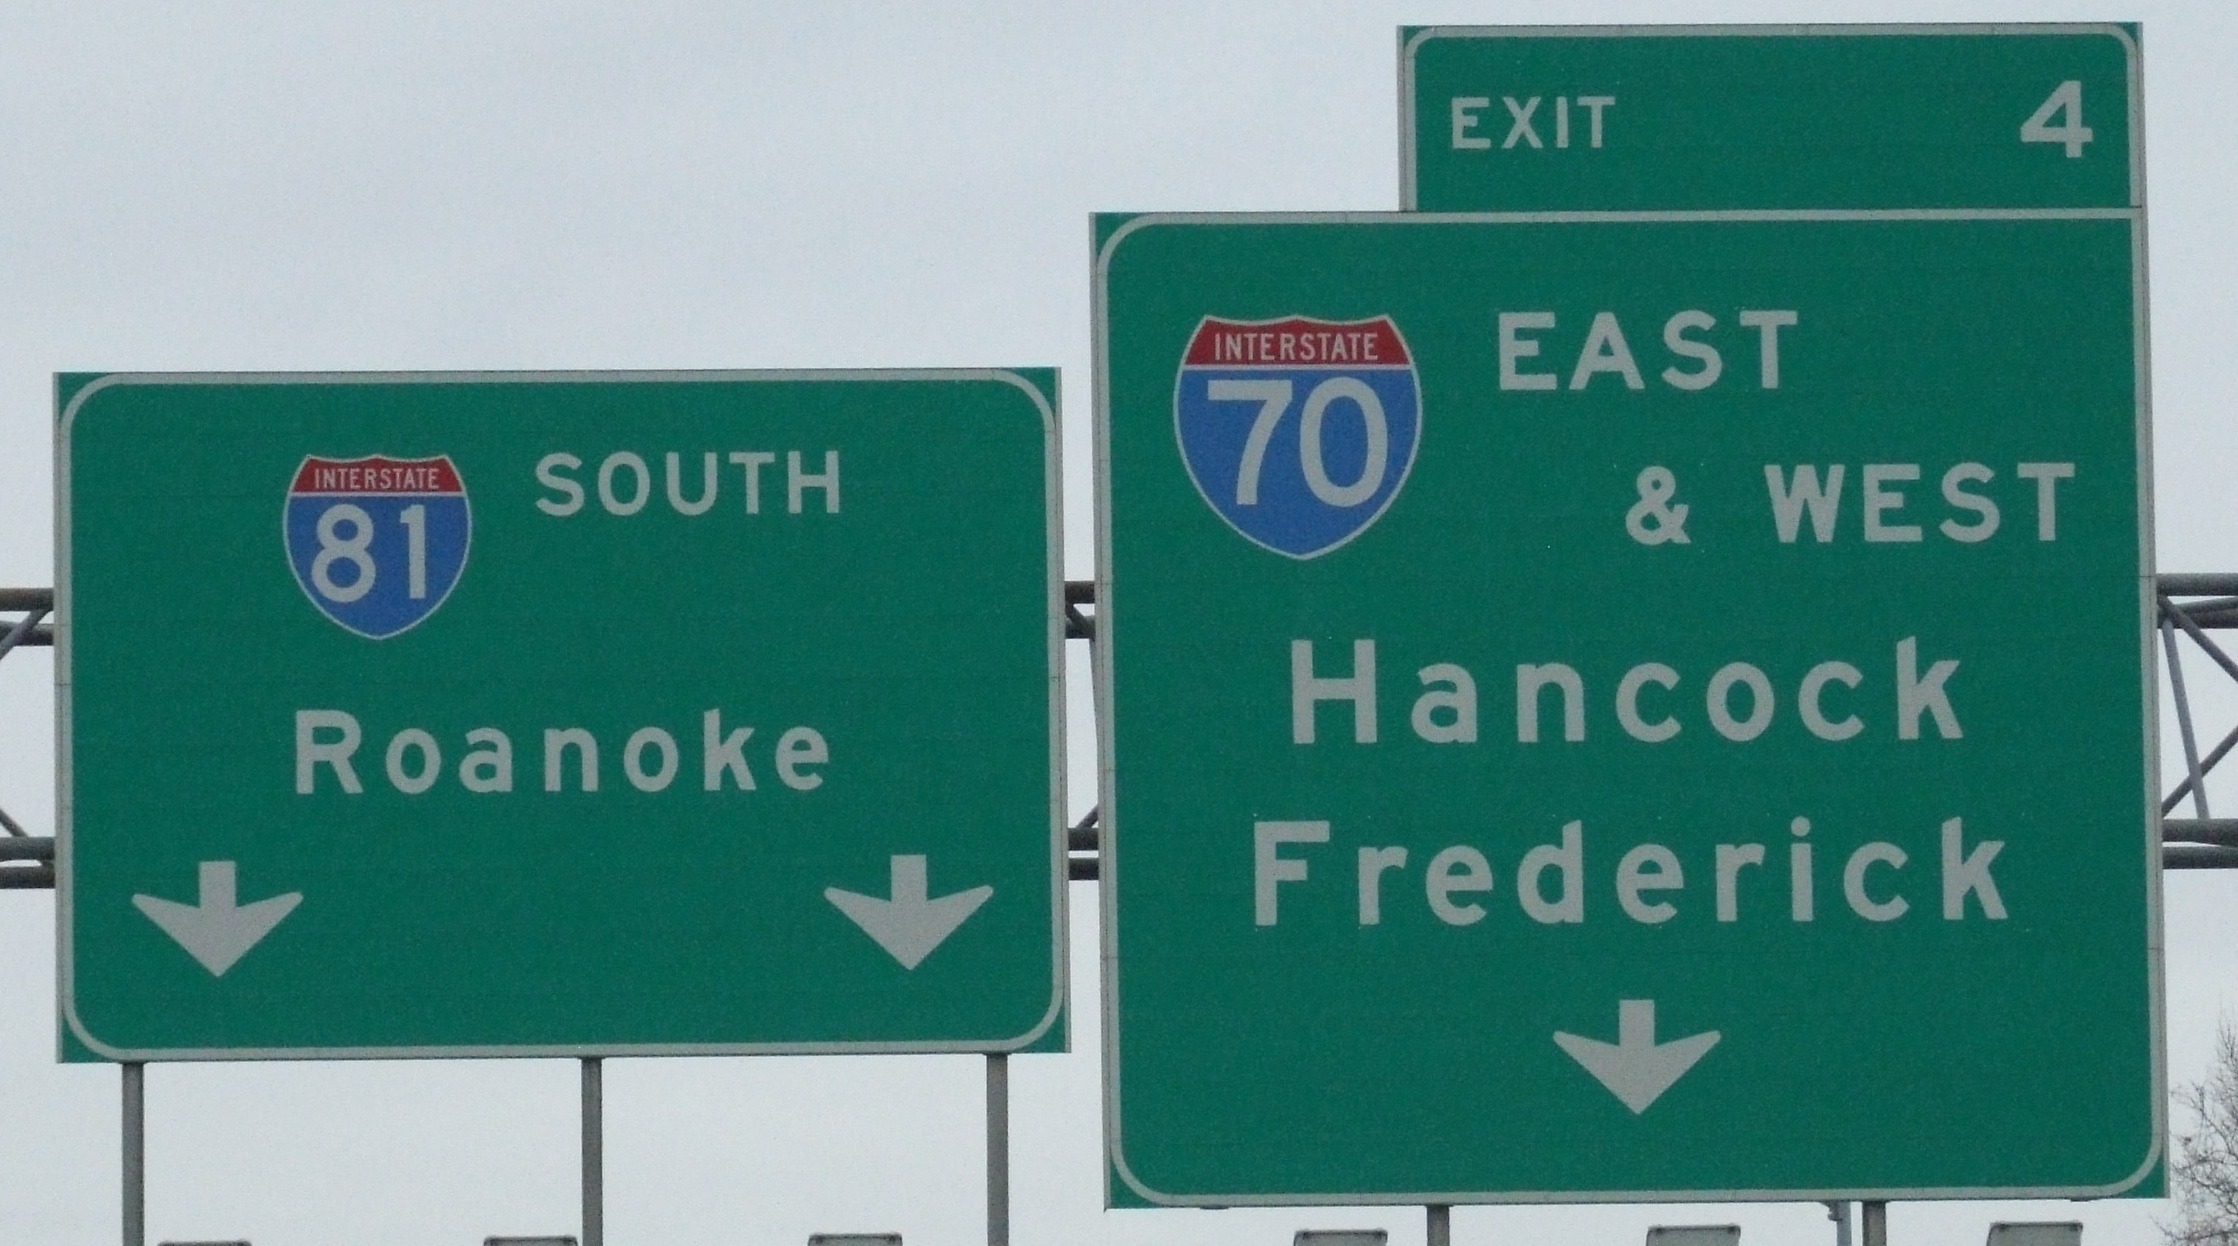 INTERSTATE
81
SOUTH
Roanoke
EXIT 4
INTERSTATE
70
EAST
& WEST
Hancock
Frederick